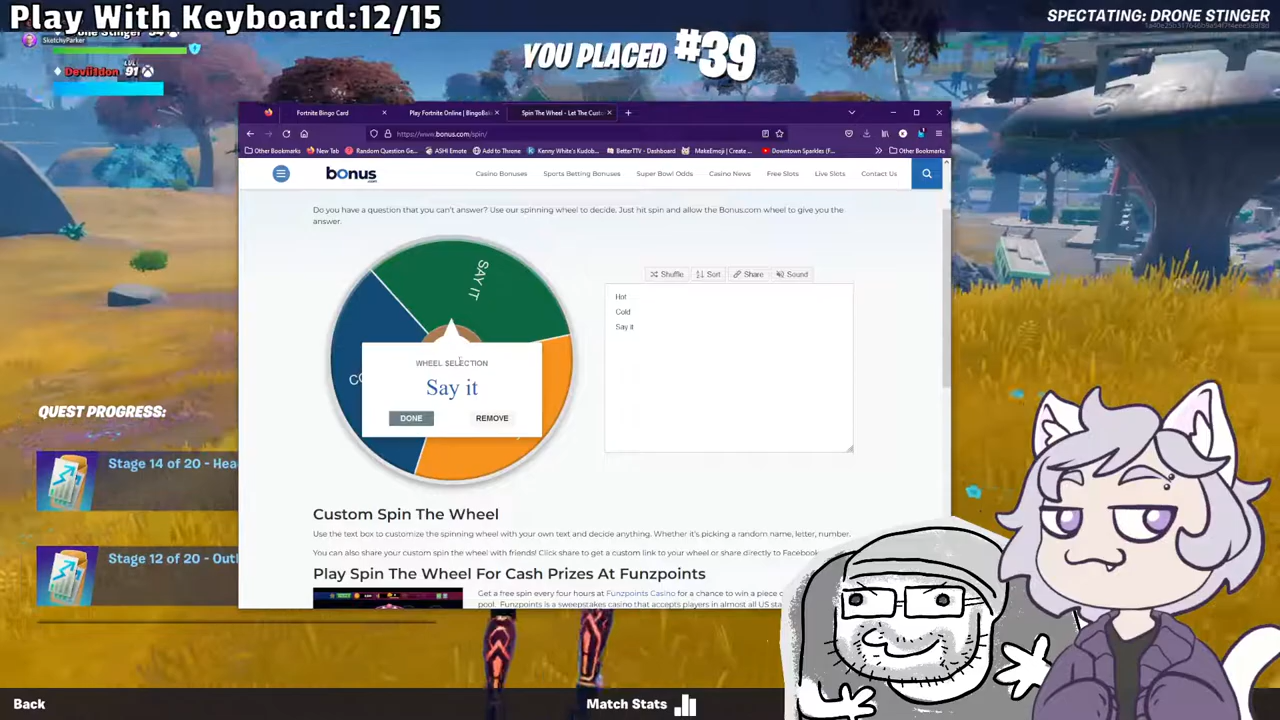 Play With Keyboard:12/15
SPECTATING: DRONE STINGER
SketchyParker
LVL
91
YOU PLACED #39
Fortnite Bingo Card
Play Fortnite Online | BingoBa
Spin The Wheel - Let The Custo
https://www.bonus.com/spin/
Other Bookmarks
New Tab
Random Question Ge...
ASHI Emote
Add to Throne
Kenny White's Kudob...
BetterTTV - Dashboard
MakeEmoji | Create ...
Downtown Sparkles (F...
Other Bookmarks
bonus
.com
Casino Bonuses
Sports Betting Bonuses
Super Bowl Odds
Casino News
Free Slots
Live Slots
Contact Us
Do you have a question that you can't answer? Use our spinning wheel to decide. Just hit spin and allow the Bonus.com wheel to give you the
answer.
SAY IT
CO
Shuffle
Sort
Share
Sound
Hot
Cold
Say it
WHEEL SELECTION
Say it
DONE
REMOVE
QUEST PROGRESS:
Stage 14 of 20 - Hea
Stage 12 of 20 - Outl
Custom Spin The Wheel
Use the text box to customize the spinning wheel with your own text and decide anything. Whether it's picking a random name, letter, number.
You can also share your custom spin the wheel with friends! Click share to get a custom link to your wheel or share directly to Facebook
Play Spin The Wheel For Cash Prizes At Funzpoints
Get a free spin every four hours at Funzpoints Casino for a chance to win a piece
pool. Funzpoints is a sweepstakes casino that accepts players in almost all US sta
Back
Match Stats